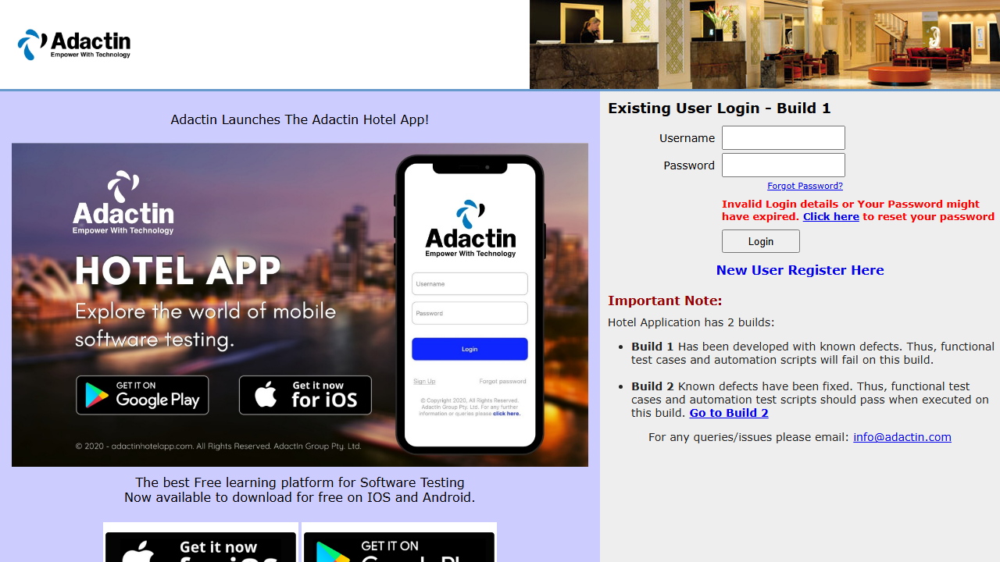 Adactin
Empower With Technology
Adactin Launches The Adactin Hotel App!
Adactin
Empower With Technology
HOTEL APP
Explore the world of mobile
software testing.
GET IT ON
Google Play
Get it now
for iOS
© 2020 - adactinhotelapp.com. All Rights Reserved. AdactIn Group Pty. Ltd.
Adactin
Empower With Technology
Username
Password
Login
Sign Up
Forgot password
© Copyright 2020, All Rights Reserved.
Adactin Group Pty. Ltd. For any further
information or queries please click here.
The best Free learning platform for Software Testing
Now available to download for free on IOS and Android.
Get it now
for iOS
GET IT ON
Google Play
Existing User Login - Build 1
Username
Password
Forgot Password?
Invalid Login details or Your Password might
have expired. Click here to reset your password
Login
New User Register Here
Important Note:
Hotel Application has 2 builds:
• Build 1 Has been developed with known defects. Thus, functional
test cases and automation scripts will fail on this build.
• Build 2 Known defects have been fixed. Thus, functional test
cases and automation test scripts should pass when executed on
this build. Go to Build 2
For any queries/issues please email: info@adactin.com